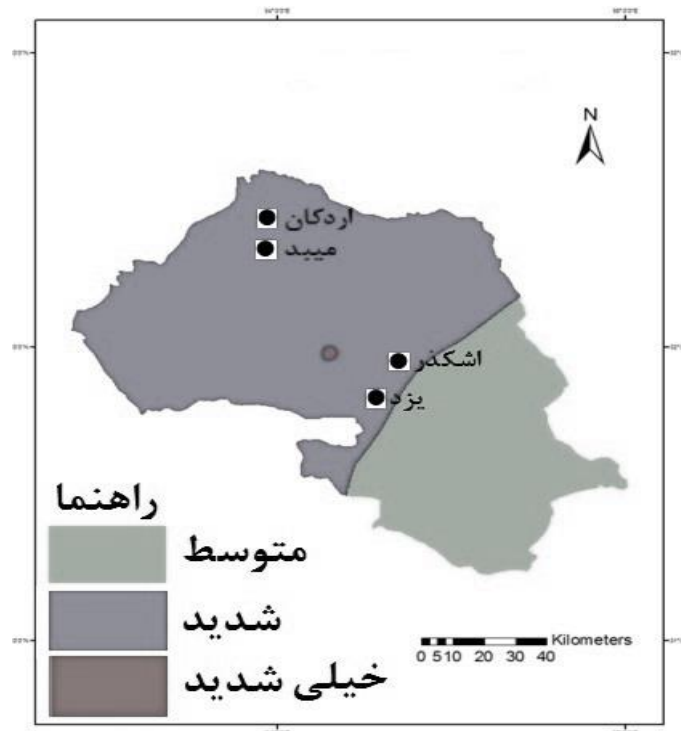 N
اردکان
میبد
اشکذر
یزد
راهنما
متوسط
شدید
خیلی شدید
Kilometers
0 5 10 20 30 40